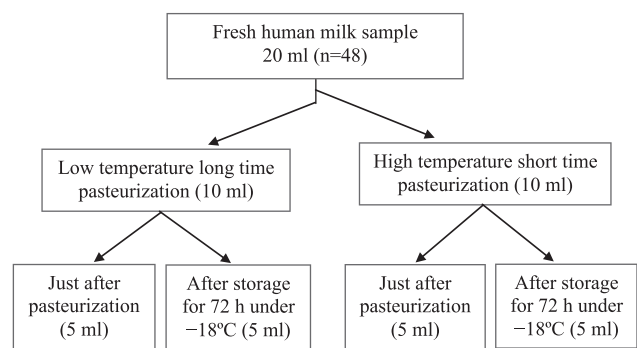 Fresh human milk sample
20 ml (n=48)
Low temperature long time
pasteurization (10 ml)
High temperature short time
pasteurization (10 ml)
Just after
pasteurization
(5 ml)
After storage
for 72 h under
−18ºC (5 ml)
Just after
pasteurization
(5 ml)
After storage
for 72 h under
−18ºC (5 ml)